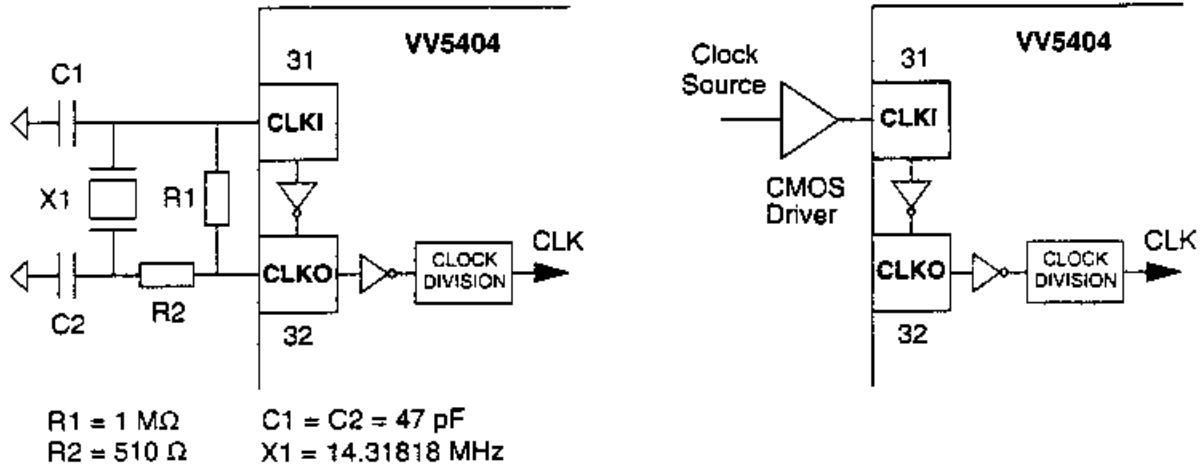 VV5404
C1
31
CLKI
X1
R1
CLKO
CLOCK
DIVISION
CLK
R2
C2
32
R1 = 1 MΩ
C1 = C2 = 47 pF
R2 = 510 Ω
X1 = 14.31818 MHz
VV5404
Clock
Source
31
CLKI
CMOS
Driver
CLKO
CLOCK
DIVISION
CLK
32